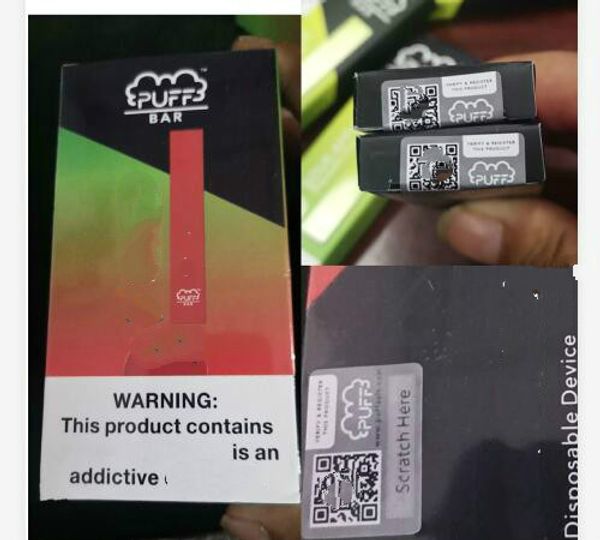 PUFF
BAR
PUFF
BAR
WARNING:
This product contains
is an
addictive
VERIFY & REGISTER
THIS PRODUCT
PUFF
VERIFY & REGISTER
THIS PRODUCT
PUFF
VERIFY & REGISTER
THIS PRODUCT
PUFF
Scratch Here
Disposable Device